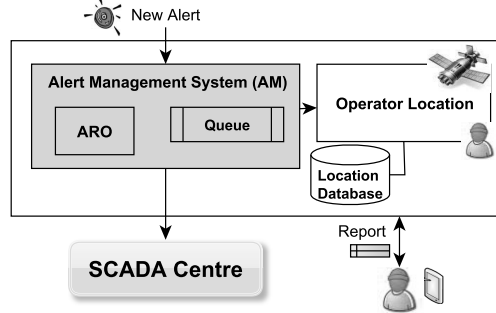 New Alert
Alert Management System (AM)
ARO
Queue
Operator Location
Location
Database
SCADA Centre
Report